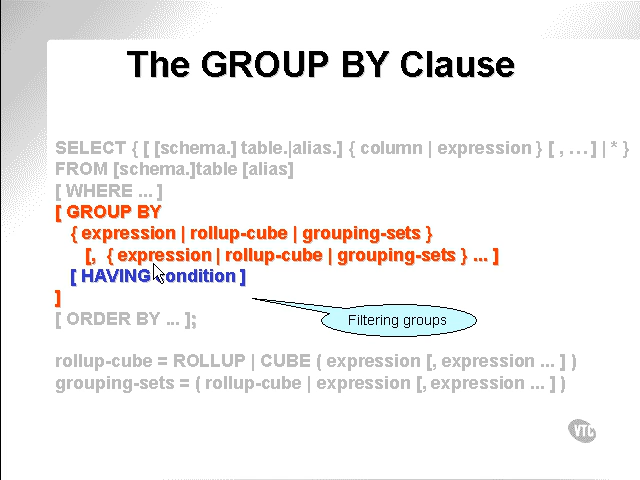 The GROUP BY Clause
SELECT { [ [schema.] table.|alias.] { column | expression } [ , …] | * }
FROM [schema.]table [alias]
[ WHERE ... ]
[ GROUP BY
{ expression | rollup-cube | grouping-sets }
[, { expression | rollup-cube | grouping-sets } ... ]
[ HAVING condition ]
]
[ ORDER BY ... ];
Filtering groups
rollup-cube = ROLLUP | CUBE ( expression [, expression ... ] )
grouping-sets = ( rollup-cube | expression [, expression ... ] )
VTC